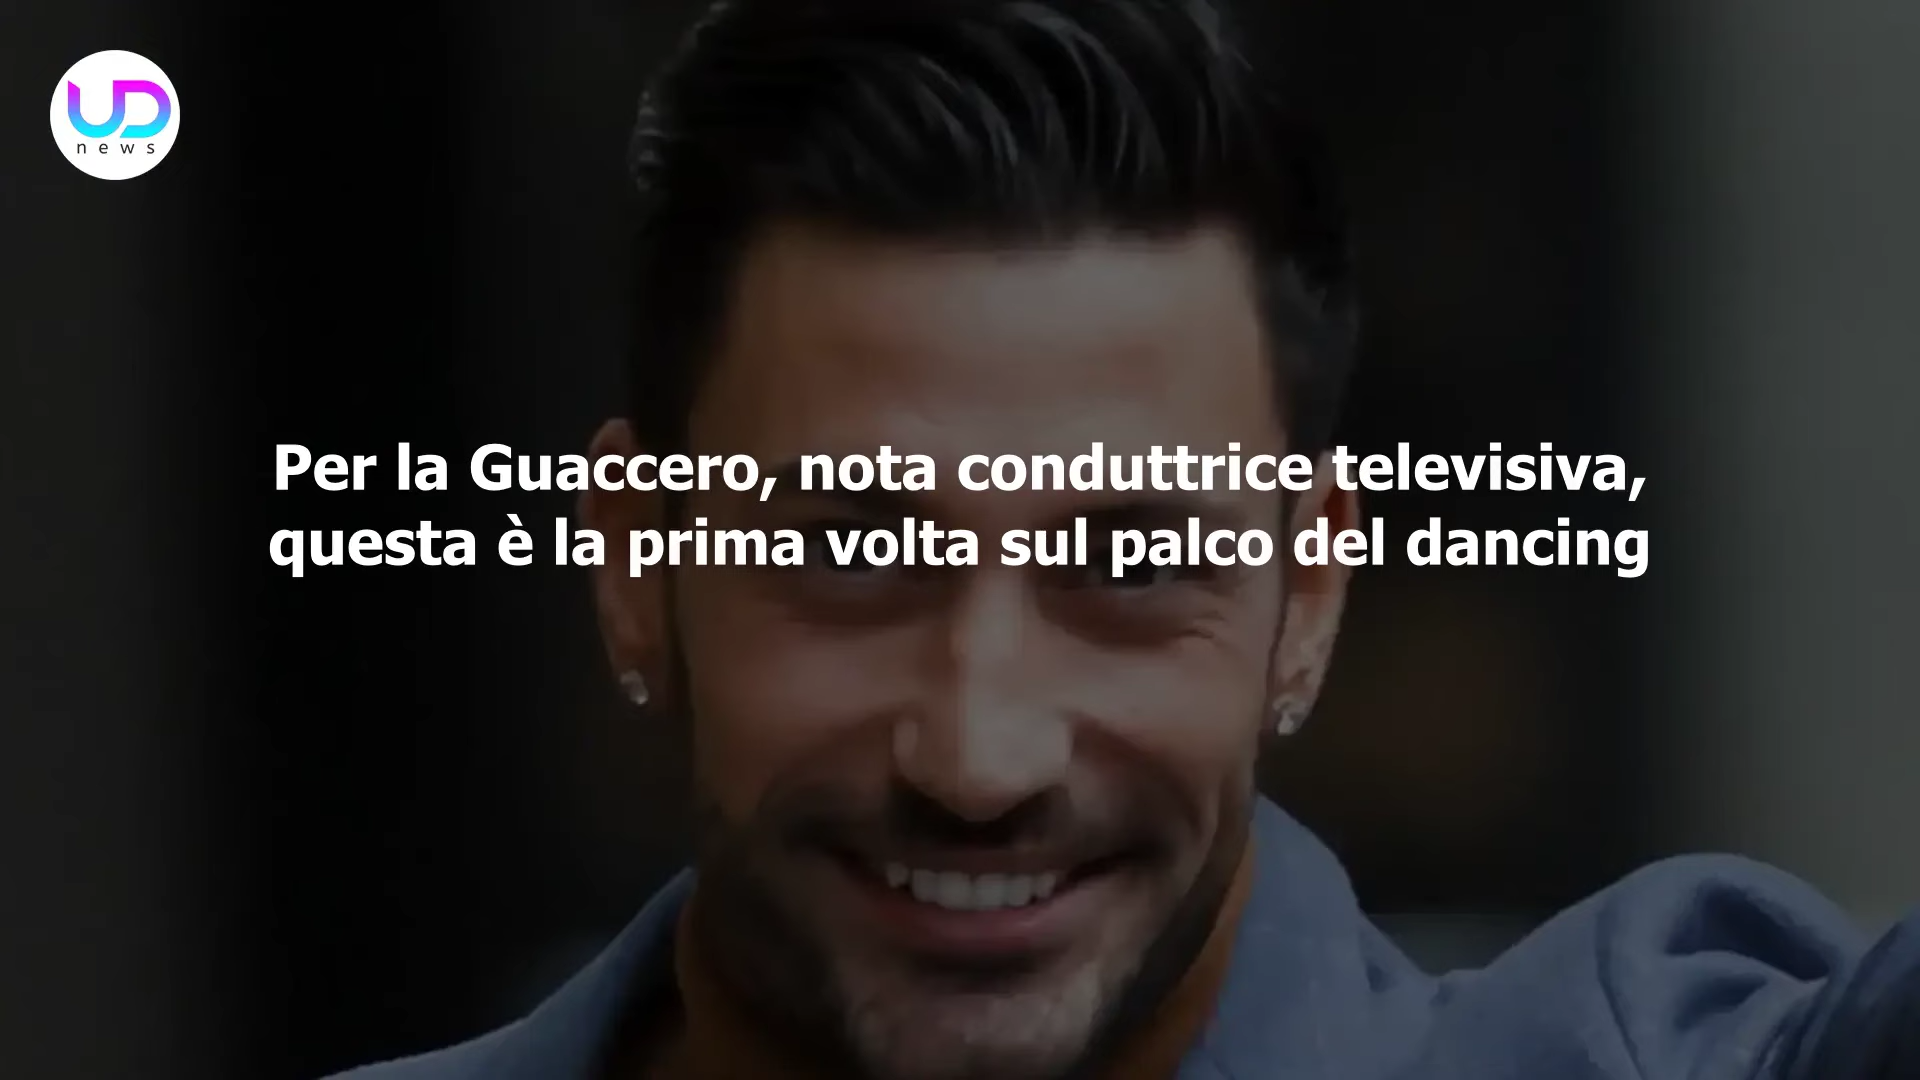 UD
news
Per la Guaccero, nota conduttrice televisiva,
questa è la prima volta sul palco del dancing